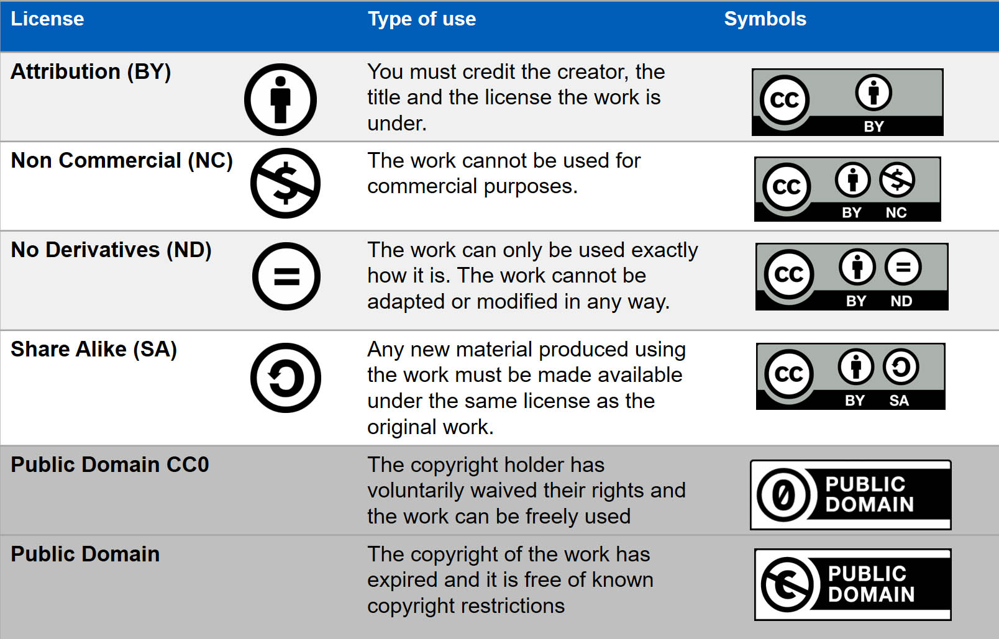 License Type of use Symbols
Attribution (BY)
You must credit the creator, the
title and the license the work is
under.
CC
BY
Non Commercial (NC)
$
The work cannot be used for
commercial purposes.
CC
$
BY NC
No Derivatives (ND)
=
The work can only be used exactly
how it is. The work cannot be
adapted or modified in any way.
CC
=
BY ND
Share Alike (SA)
Any new material produced using
the work must be made available
under the same license as the
original work.
CC
BY SA
Public Domain CC0
The copyright holder has
voluntarily waived their rights and
the work can be freely used
0
PUBLIC
DOMAIN
Public Domain
The copyright of the work has
expired and it is free of known
copyright restrictions
C
PUBLIC
DOMAIN